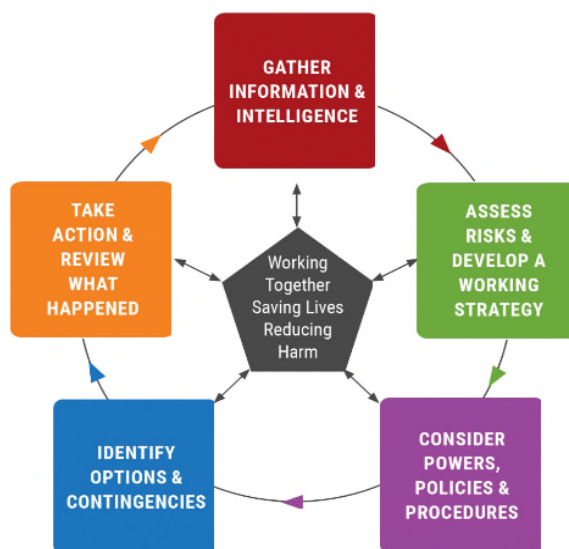 GATHER
INFORMATION &
INTELLIGENCE
ASSESS
RISKS &
DEVELOP A
WORKING
STRATEGY
CONSIDER
POWERS,
POLICIES &
PROCEDURES
IDENTIFY
OPTIONS &
CONTINGENCIES
TAKE
ACTION &
REVIEW
WHAT
HAPPENED
Working
Together
Saving Lives
Reducing
Harm